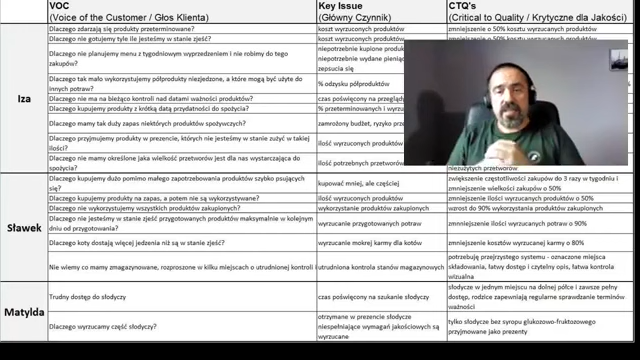 VOC
(Voice of the Customer / Głos Klienta)
Key Issue
(Główny Czynnik)
CTQ's
(Critical to Quality / Krytyczne dla Jakości)
Iza
Dlaczego zdarzają się produkty przeterminowane?
koszt wyrzuconych produktów
zmniejszenie o 50% kosztu wyrzucanych produktów
Dlaczego nie gotujemy tyle ile jesteśmy w stanie zjeść?
koszt wyrzuconych produktów
Dlaczego nie planujemy menu z tygodniowym wyprzedzeniem i nie robimy do tego
zakupów?
niepotrzebnie kupione
niepotrzebnie wydane
zepsucia się
Dlaczego tak mało wykorzystujemy półprodukty niezjedzone, a które mogą być użyte do
innych potraw?
% odzysku półproduktów
Dlaczego nie ma na bieżąco kontroli nad datami ważności produktów?
czas poświęcony na
Dlaczego kupujemy produkty z krótką datą przydatności do spożycia?
% przeterminowanych i
Dlaczego mamy tak duży zapas niektórych produktów spożywczych?
zamrożony budżet, ryzyko
Dlaczego przyjmujemy produkty w prezencie, których nie jesteśmy w stanie zużyć w takiej
ilości?
ilość wyrzuconych produktów
Dlaczego nie mamy określone jaka wielkość przetworów jest dla nas wystarczająca do
spożycia?
ilość potrzebnych
niezużytych przetworów
Sławek
Dlaczego kupujemy dużo pomimo małego zapotrzebowania produkty szybko psujących
się?
kupować mniej, ale częściej
zwiększenie częstotliwości zakupów do 3 razy w tygodniu i
zmniejszenie wielkości zakupów o 50%
Dlaczego kupujemy produkty na zapas, a potem nie są wykorzystywane?
ilość wyrzuconych produktów
zmniejszenie ilości wyrzuconych produktów o 90%
Dlaczego nie wykorzystujemy wszystkich produktów zakupionych?
wykorzystanie produktów zakupionych
wzrost do 90% wykorzystania produktów zakupionych
Dlaczego nie jesteśmy w stanie zjeść przygotowanych produktów maksymalnie w kolejnym
dniu od przygotowania?
wyrzucanie przygotowanych potraw
zmniejszenie ilości wyrzuconych potraw o 90%
Dlaczego koty dostają więcej jedzenia niż są w stanie zjeść?
wyrzucanie mokrej karmy dla kotów
zmniejszenie kosztów wyrzucanej karmy o 80%
Nie wiemy co mamy zmagazynowane, rozproszone w kilku miejscach o utrudnionej kontroli
utrudniona kontrola stanów magazynowych
potrzebuję przejrzystego systemu - oznaczone miejsca
składowania, łatwy dostęp i czytelny opis, łatwa kontrola
wizualna
Matylda
Trudny dostęp do słodyczy
czas poświęcony na szukanie słodyczy
słodycze w jednym miejscu na dolnej półce i zawsze pełny
dostęp, rodzice zapewniają regularne sprawdzanie terminów
ważności
Dlaczego wyrzucamy część słodyczy?
otrzymane w prezencie słodycze
niespełniające wymagań jakościowych są
wyrzucane
tylko słodycze bez syropu glukozowo-fruktozowego
przyjmowane jako prezenty